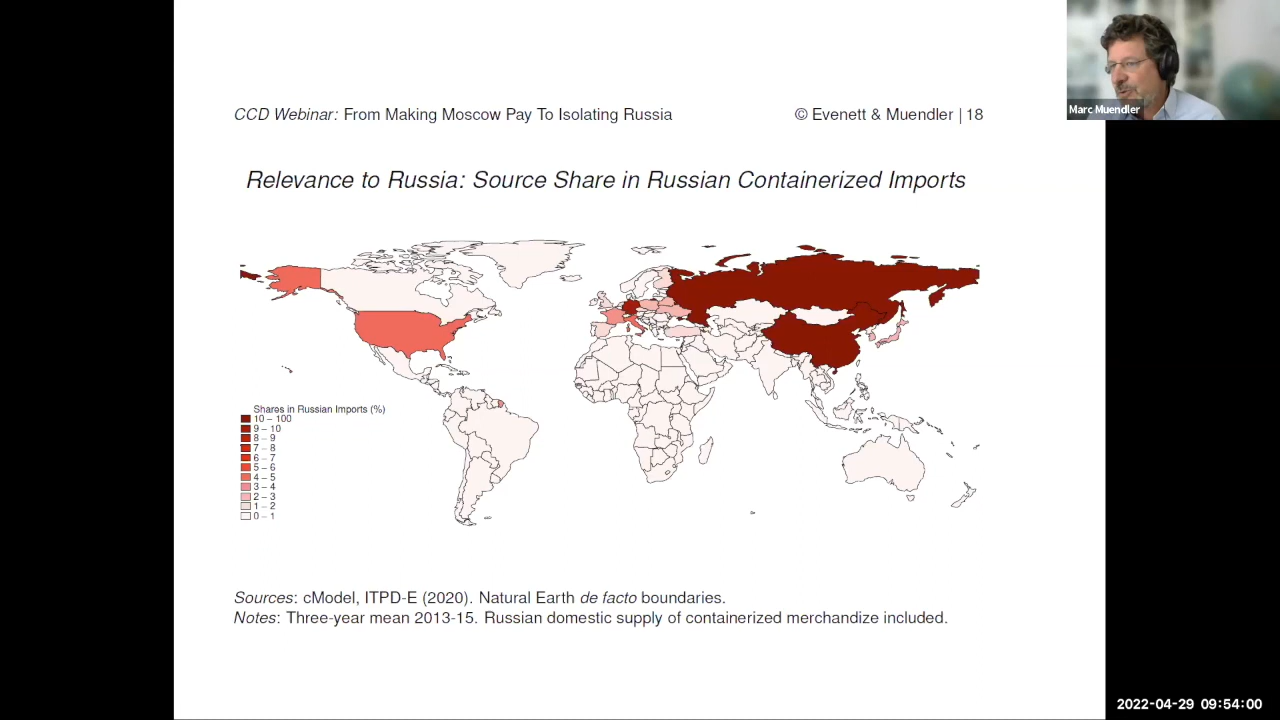 CCD Webinar: From Making Moscow Pay To Isolating Russia
© Evenett & Muendler | 18
Marc Muendler
Relevance to Russia: Source Share in Russian Containerized Imports
Shares in Russian Imports (%)
10 – 100
9 – 10
8 – 9
7 – 8
6 – 7
5 – 6
4 – 5
3 – 4
2 – 3
1 – 2
0 – 1
Sources: cModel, ITPD-E (2020). Natural Earth de facto boundaries.
Notes: Three-year mean 2013-15. Russian domestic supply of containerized merchandize included.
2022-04-29 09:54:00